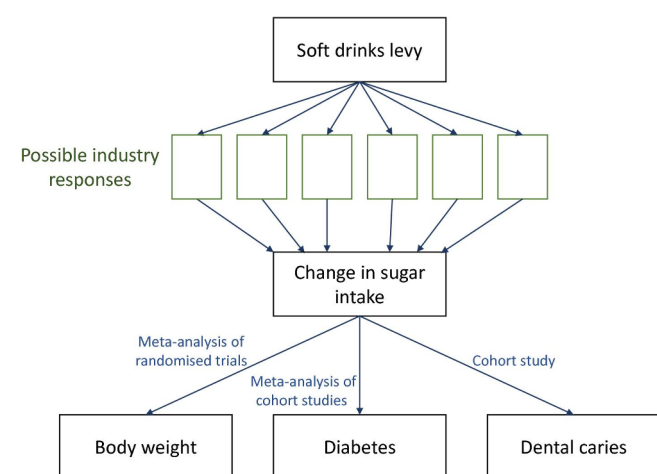 Soft drinks levy
Possible industry
responses
Change in sugar
intake
Meta-analysis of
randomised trials
Meta-analysis of
cohort studies
Cohort study
Body weight
Diabetes
Dental caries